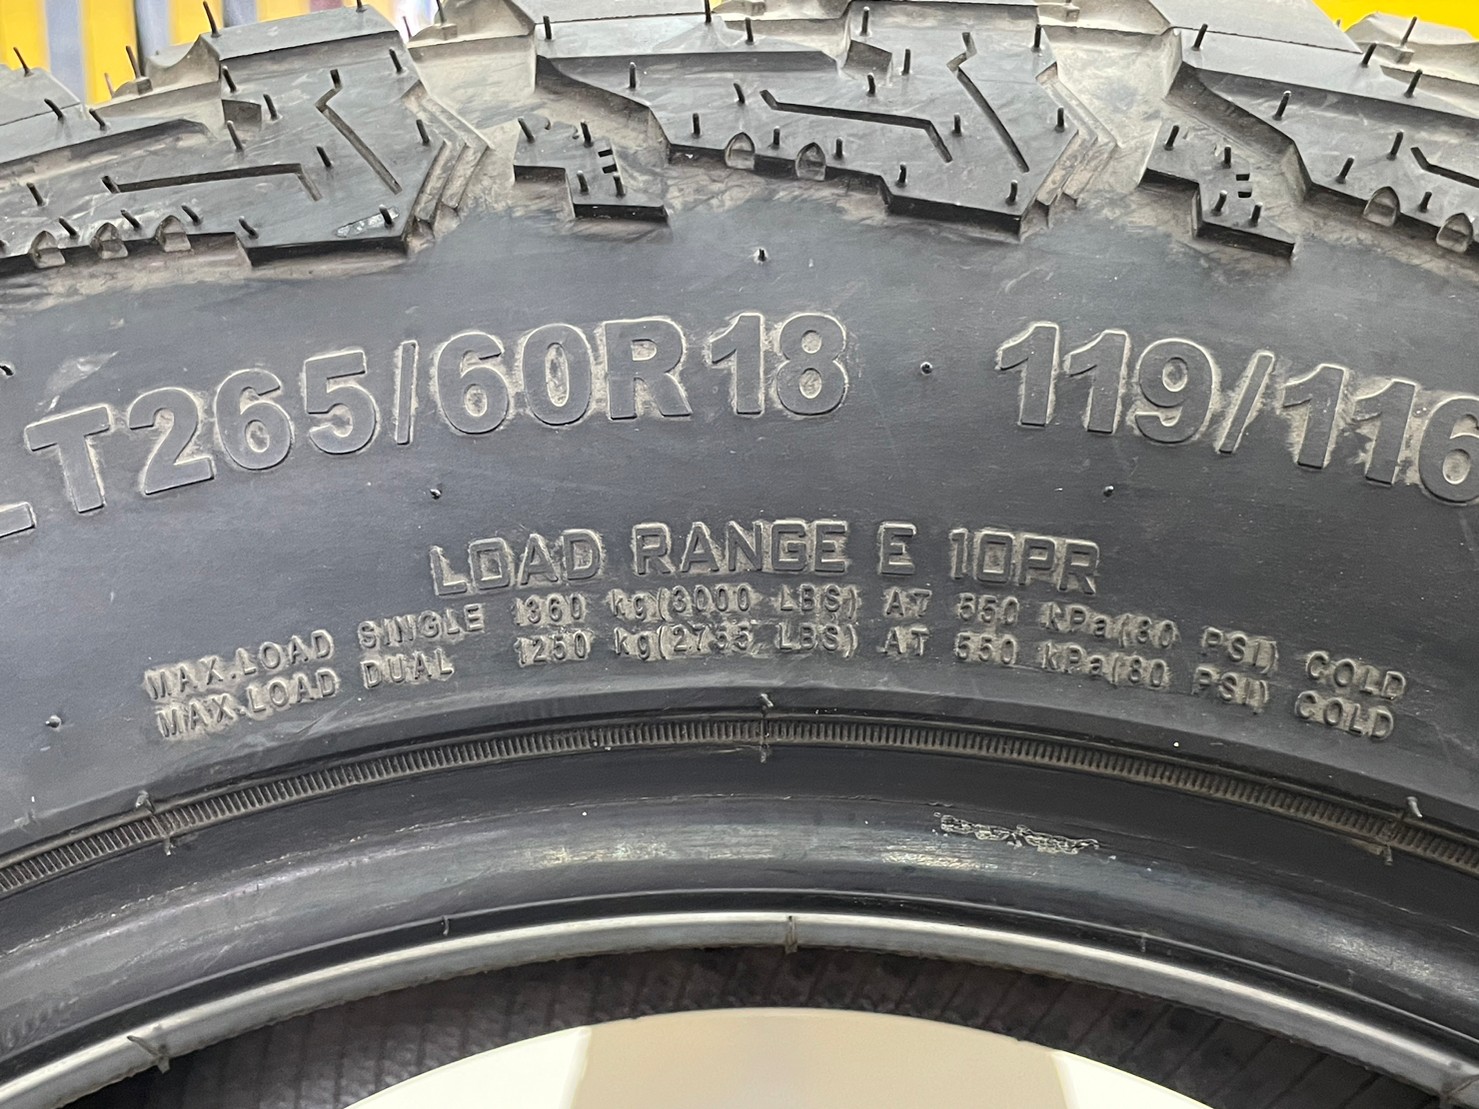 LT265/60R18 119/116
LOAD RANGE E 10PR
MAX.LOAD SINGLE 1360 kg(3000 LBS) AT 550 kPa(80 PSI) COLD
MAX.LOAD DUAL 1250 kg(2755 LBS) AT 550 kPa(80 PSI) COLD